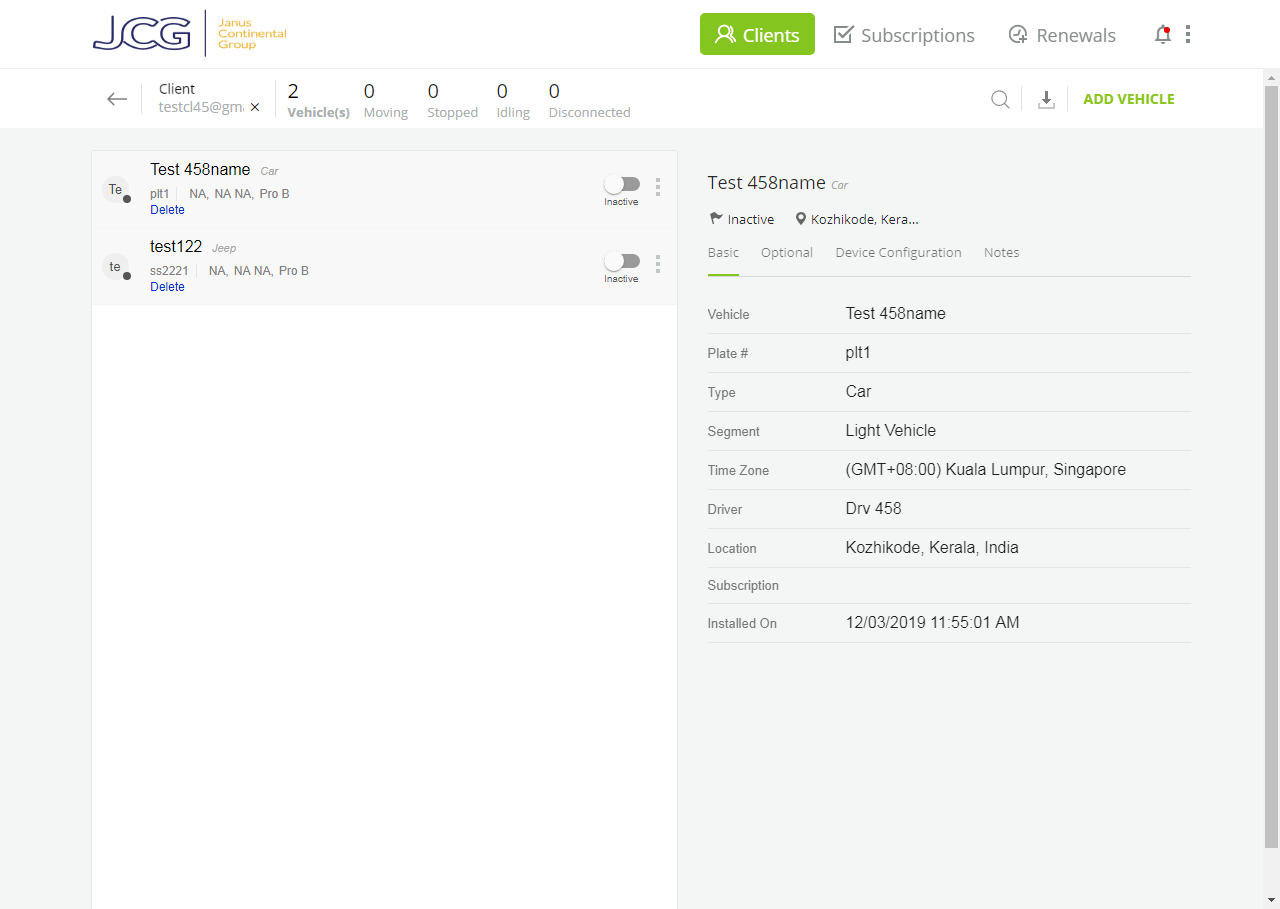 JCG
Janus
Continental
Group
Clients
Subscriptions
Renewals
Client
testcl45@gma
2
Vehicle(s)
0
Moving
0
Stopped
0
Idling
0
Disconnected
ADD VEHICLE
Te
Test 458name Car
plt1 NA, NA NA, Pro B
Delete
Inactive
te
test122 Jeep
ss2221 NA, NA NA, Pro B
Delete
Inactive
Test 458name Car
Inactive Kozhikode, Kera...
Basic Optional Device Configuration Notes
Vehicle Test 458name
Plate # plt1
Type Car
Segment Light Vehicle
Time Zone (GMT+08:00) Kuala Lumpur, Singapore
Driver Drv 458
Location Kozhikode, Kerala, India
Subscription
Installed On 12/03/2019 11:55:01 AM